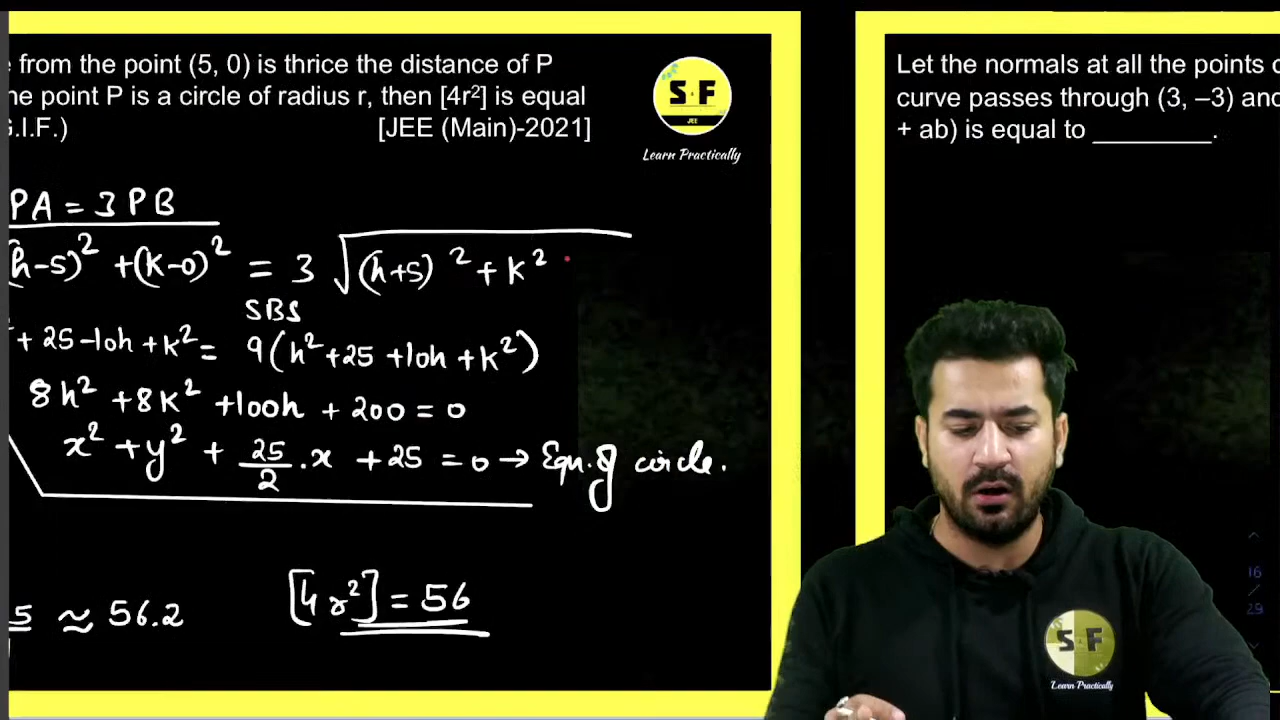 from the point (5, 0) is thrice the distance of P
he point P is a circle of radius r, then [4r²] is equal
G.I.F.) [JEE (Main)-2021]
S F
JEE
Learn Practically
PA = 3 PB
(h-5)² + (k-0)² = 3 √(h+5)² + k²
SBS
+ 25 - 10h + k² = 9(h² + 25 + 10h + k²)
8h² + 8k² + 100h + 200 = 0
x² + y² + 25/2 . x + 25 = 0 → Eqn. of circle.
5 ≈ 56.2
[4r²] = 56
Let the normals at all the points
curve passes through (3, –3) and
+ ab) is equal to ________.
16
/
29
S F
Learn Practically